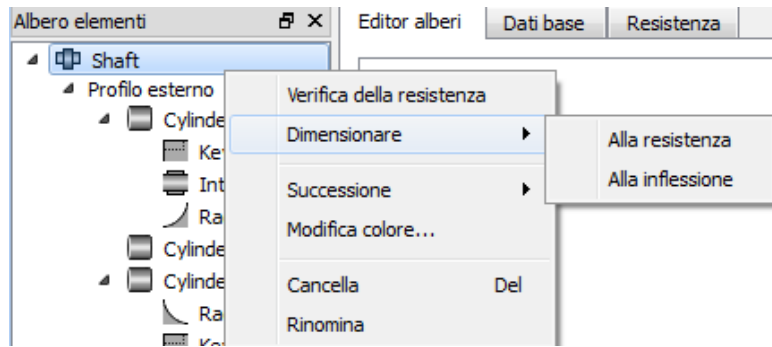 Albero elementi
Editor alberi
Dati base
Resistenza
Shaft
Profilo esterno
Verifica della resistenza
Dimensionare
Alla resistenza
Alla inflessione
Successione
Modifica colore...
Cancella Del
Rinomina